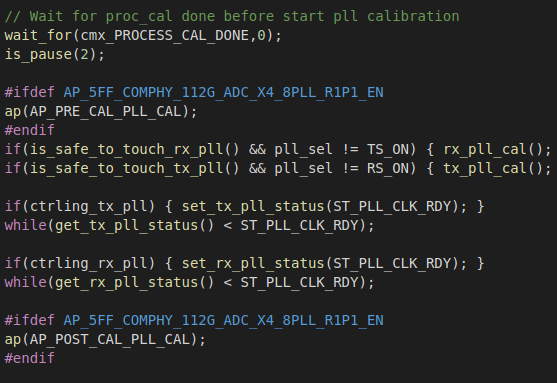 // Wait for proc_cal done before start pll calibration
wait_for(cmx_PROCESS_CAL_DONE,0);
is_pause(2);
#ifdef AP_5FF_COMPHY_112G_ADC_X4_8PLL_R1P1_EN
ap(AP_PRE_CAL_PLL_CAL);
#endif
if(is_safe_to_touch_rx_pll() && pll_sel != TS_ON) { rx_pll_cal();
if(is_safe_to_touch_tx_pll() && pll_sel != RS_ON) { tx_pll_cal();
if(ctrling_tx_pll) { set_tx_pll_status(ST_PLL_CLK_RDY); }
while(get_tx_pll_status() < ST_PLL_CLK_RDY);
if(ctrling_rx_pll) { set_rx_pll_status(ST_PLL_CLK_RDY); }
while(get_rx_pll_status() < ST_PLL_CLK_RDY);
#ifdef AP_5FF_COMPHY_112G_ADC_X4_8PLL_R1P1_EN
ap(AP_POST_CAL_PLL_CAL);
#endif